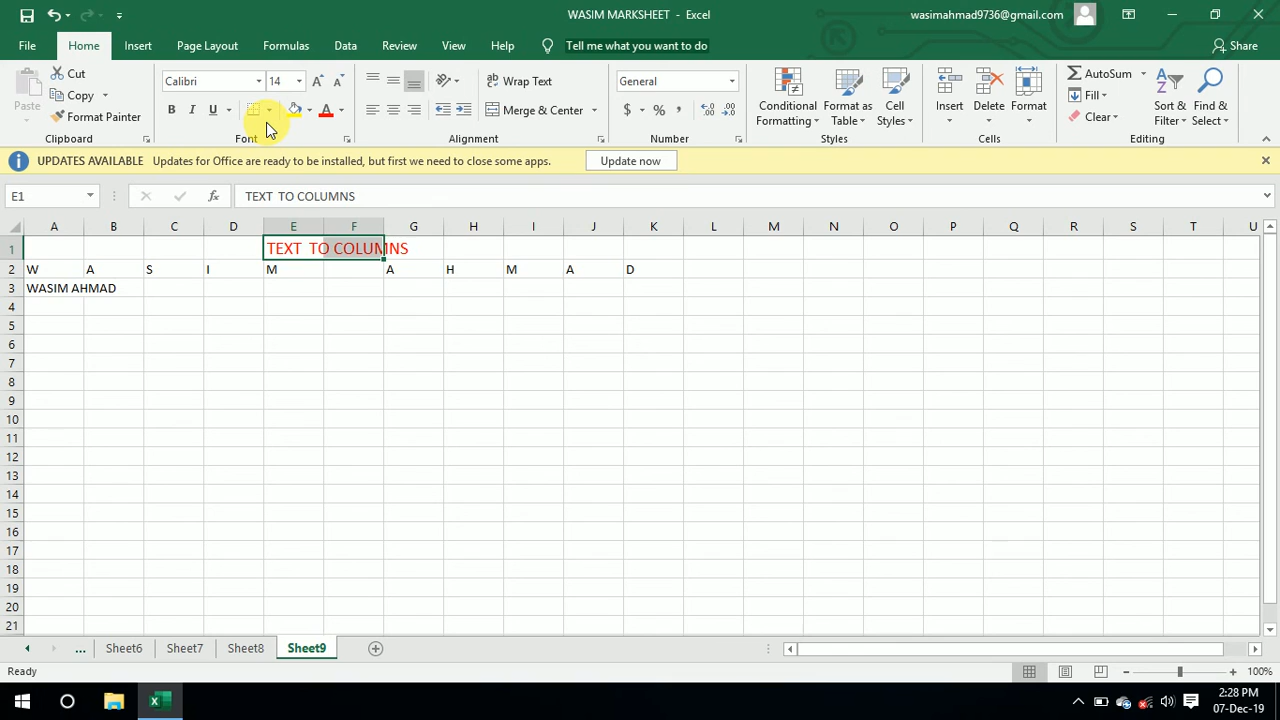 WASIM MARKSHEET - Excel
wasimahmad9736@gmail.com
File Home Insert Page Layout Formulas Data Review View Help Tell me what you want to do Share
Paste
Cut
Copy
Format Painter
Clipboard
Calibri 14
B I U A
Font
Wrap Text
Merge & Center
Alignment
General
$ %
Number
Conditional Formatting
Format as Table
Cell Styles
Styles
Insert
Delete
Format
Cells
AutoSum
Fill
Clear
Sort & Filter
Find & Select
Editing
UPDATES AVAILABLE Updates for Office are ready to be installed, but first we need to close some apps. Update now
E1 fx TEXT  TO COLUMNS
A B C D E F G H I J K L M N O P Q R S T U
1 TEXT  TO COLUMNS
2 W A S I M A H M A D
3 WASIM AHMAD
4
5
6
7
8
9
10
11
12
13
14
15
16
17
18
19
20
21
... Sheet6 Sheet7 Sheet8 Sheet9
Ready 100%
2:28 PM
07-Dec-19